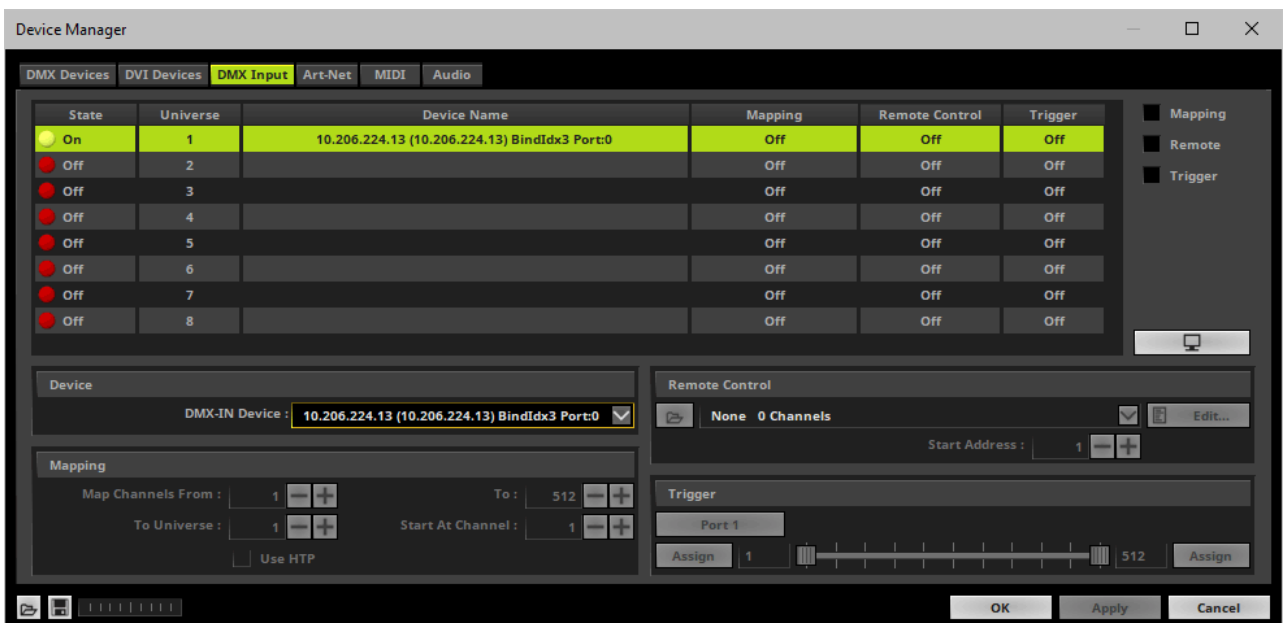 Device Manager
DMX Devices DVI Devices DMX Input Art-Net MIDI Audio
State Universe Device Name Mapping Remote Control Trigger
On 1 10.206.224.13 (10.206.224.13) BindIdx3 Port:0 Off Off Off
Off 2 Off Off Off
Off 3 Off Off Off
Off 4 Off Off Off
Off 5 Off Off Off
Off 6 Off Off Off
Off 7 Off Off Off
Off 8 Off Off Off
Mapping
Remote
Trigger
Device
DMX-IN Device : 10.206.224.13 (10.206.224.13) BindIdx3 Port:0
Mapping
Map Channels From : 1 To : 512
To Universe : 1 Start At Channel : 1
Use HTP
Remote Control
None 0 Channels Edit...
Start Address : 1
Trigger
Port 1
Assign 1 512 Assign
OK Apply Cancel